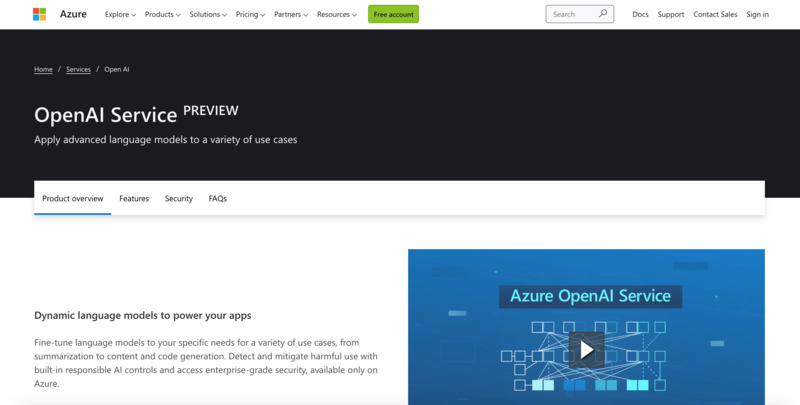 Azure
Explore Products Solutions Pricing Partners Resources Free account Search Docs Support Contact Sales Sign in
Home / Services / Open AI
OpenAI Service PREVIEW
Apply advanced language models to a variety of use cases
Product overview Features Security FAQs
Dynamic language models to power your apps
Fine-tune language models to your specific needs for a variety of use cases, from
summarization to content and code generation. Detect and mitigate harmful use with
built-in responsible AI controls and access enterprise-grade security, available only on
Azure.
Azure OpenAI Service